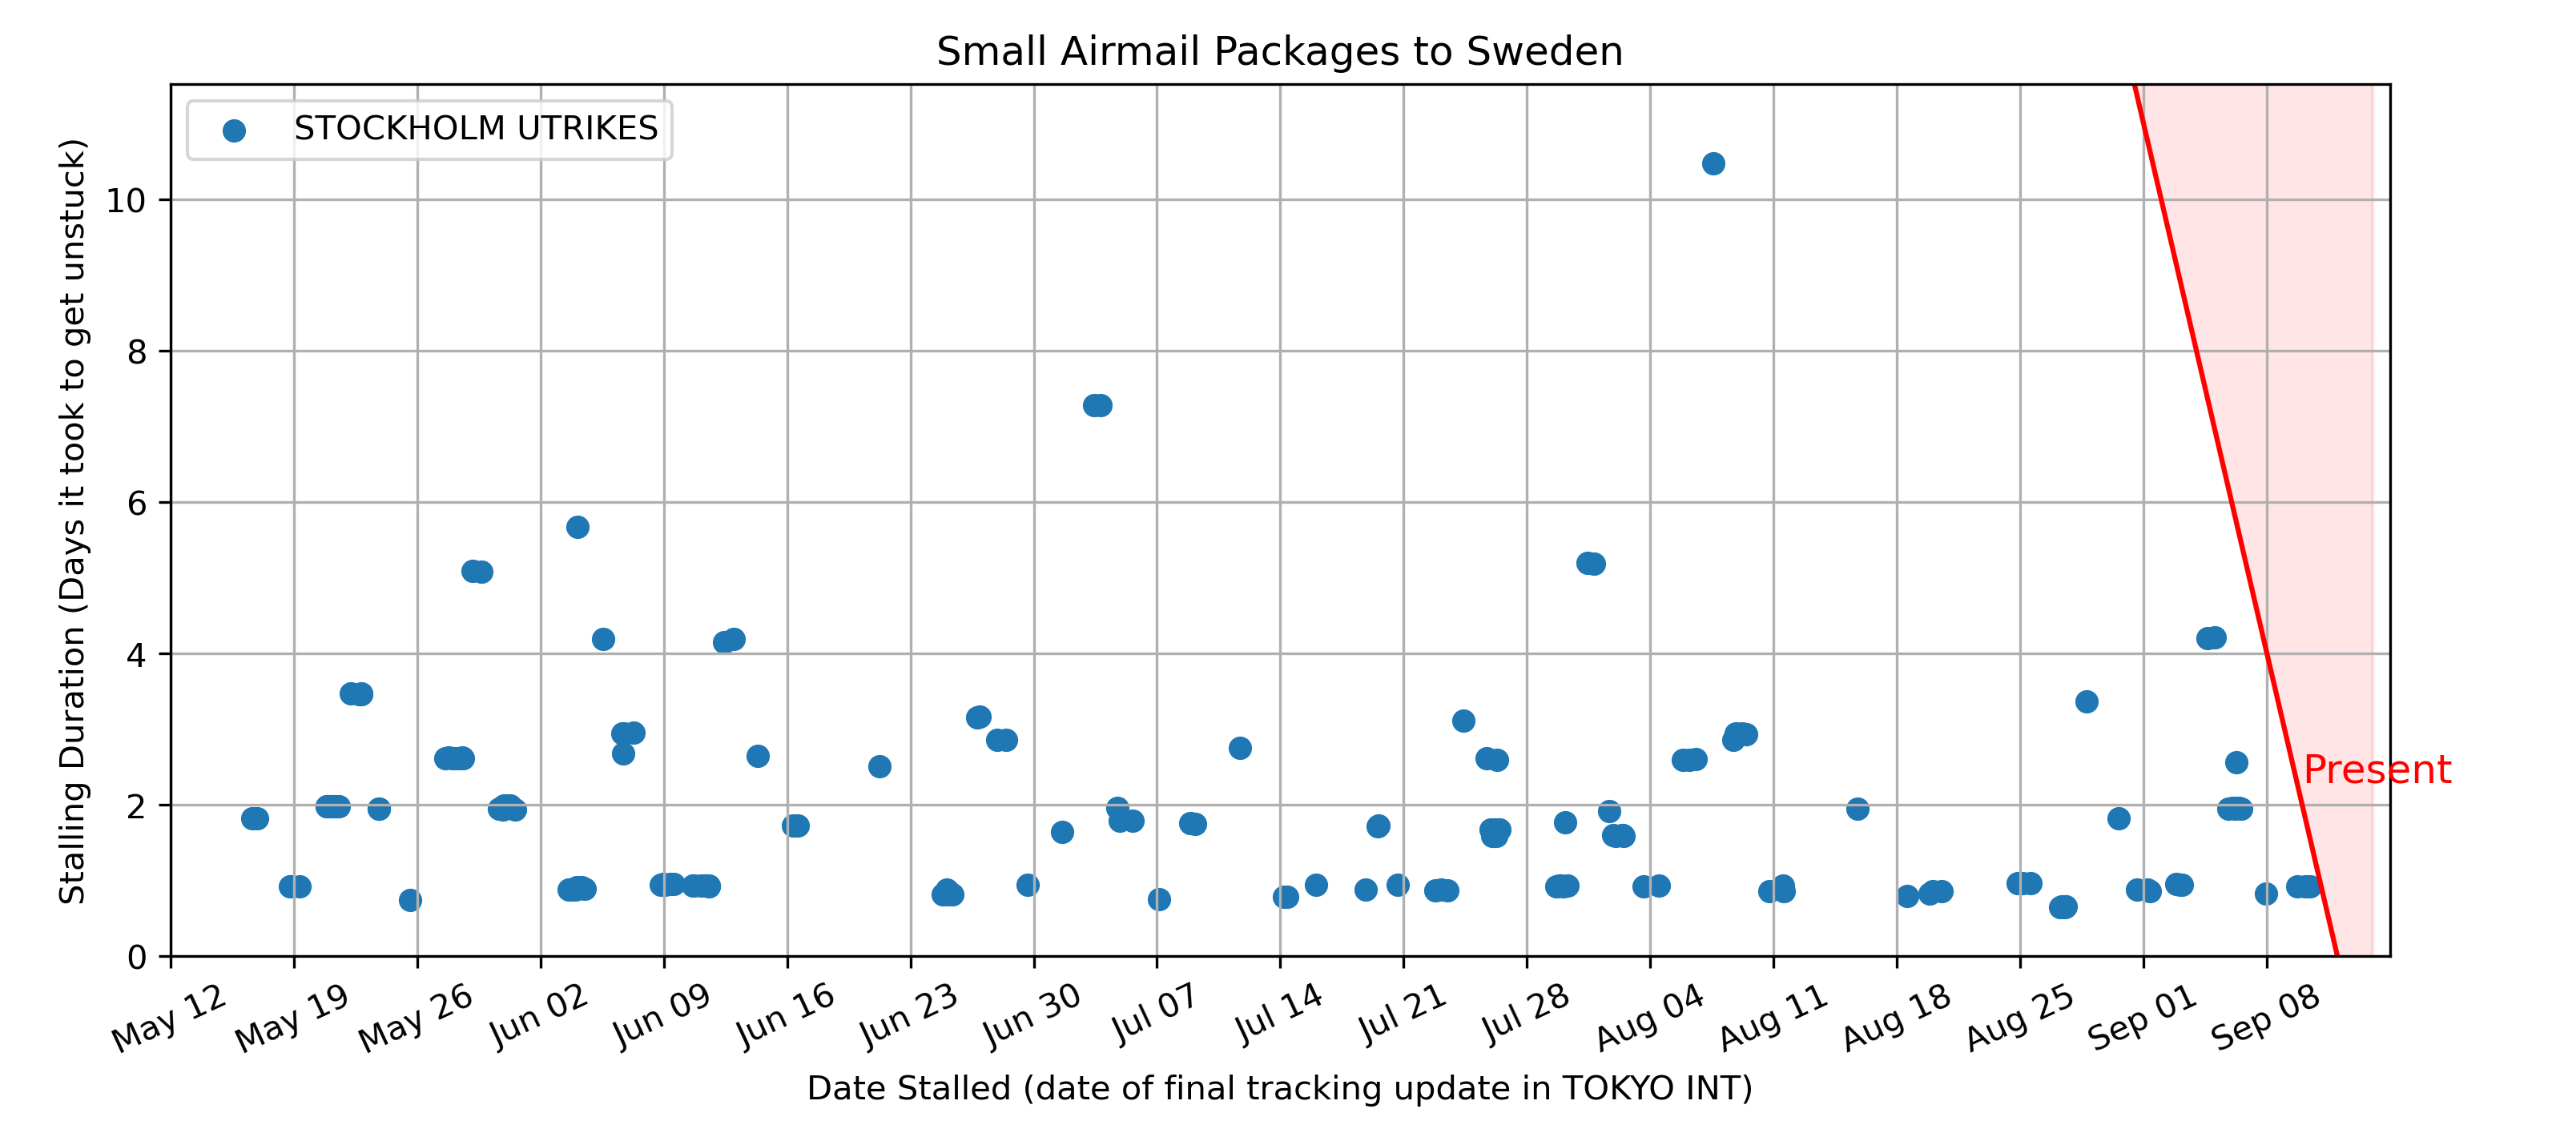 Small Airmail Packages to Sweden
STOCKHOLM UTRIKES
Stalling Duration (Days it took to get unstuck)
10
8
6
4
2
0
Present
May 12
May 19
May 26
Jun 02
Jun 09
Jun 16
Jun 23
Jun 30
Jul 07
Jul 14
Jul 21
Jul 28
Aug 04
Aug 11
Aug 18
Aug 25
Sep 01
Sep 08
Date Stalled (date of final tracking update in TOKYO INT)